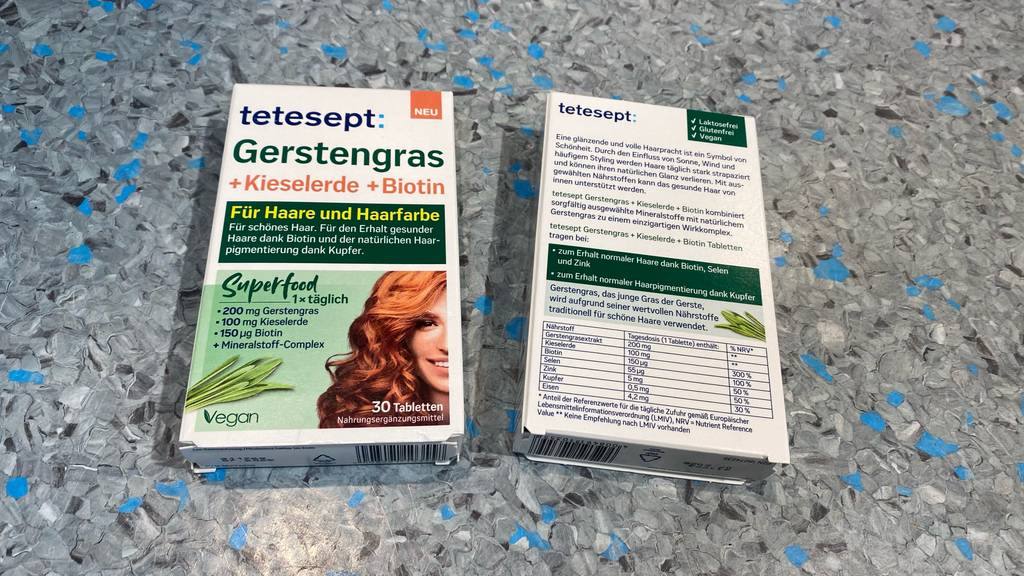 tetesept:
NEU
Gerstengras
+Kieselerde +Biotin
Für Haare und Haarfarbe
Für schönes Haar. Für den Erhalt gesunder
Haare dank Biotin und der natürlichen Haar-
pigmentierung dank Kupfer.
Superfood
1x täglich
• 200 mg Gerstengras
• 100 mg Kieselerde
• 150 µg Biotin
+ Mineralstoff-Complex
Vegan
30 Tabletten
Nahrungsergänzungsmittel
tetesept:
✓ Laktosefrei
✓ Glutenfrei
✓ Vegan
Eine glänzende und volle Haarpracht ist ein Symbol von
Schönheit. Durch den Einfluss von Sonne, Wind und
häufigem Styling werden Haare täglich stark strapaziert
und können ihren natürlichen Glanz verlieren. Mit aus-
gewählten Nährstoffen kann das gesunde Haar von
innen unterstützt werden.
tetesept Gerstengras + Kieselerde + Biotin kombiniert
sorgfältig ausgewählte Mineralstoffe mit natürlichem
Gerstengras zu einem einzigartigen Wirkkomplex.
tetesept Gerstengras + Kieselerde + Biotin Tabletten
tragen bei:
• zum Erhalt normaler Haare dank Biotin, Selen
und Zink
• zum Erhalt normaler Haarpigmentierung dank Kupfer
Gerstengras, das junge Gras der Gerste,
wird aufgrund seiner wertvollen Nährstoffe
traditionell für schöne Haare verwendet.
Nährstoff Tagesdosis (1 Tablette) enthält: % NRV*
Gerstengrasextrakt 200 mg **
Kieselerde 100 mg **
Biotin 150 µg 300 %
Selen 55 µg 100 %
Zink 5 mg 50 %
Kupfer 0,5 mg 50 %
Eisen 4,2 mg 30 %
* Anteil der Referenzwerte für die tägliche Zufuhr gemäß Europäischer
Lebensmittelinformationsverordnung (LMIV), NRV = Nutrient Reference
Value ** Keine Empfehlung nach LMIV vorhanden